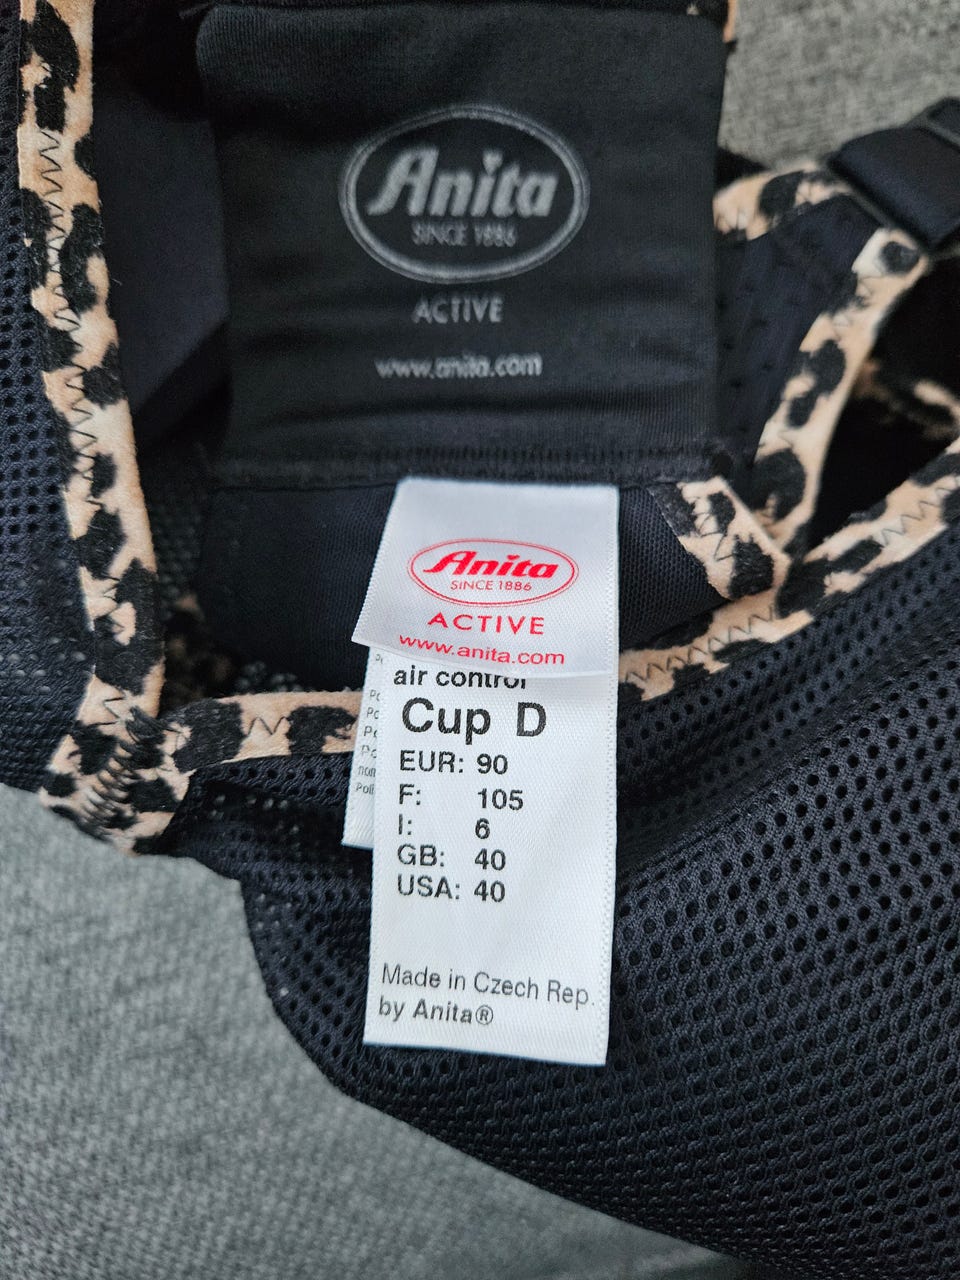 Anita
SINCE 1886
ACTIVE
www.anita.com
Anita
SINCE 1886
ACTIVE
www.anita.com
air control
Cup D
EUR: 90
F: 105
I: 6
GB: 40
USA: 40
Made in Czech Rep.
by Anita®